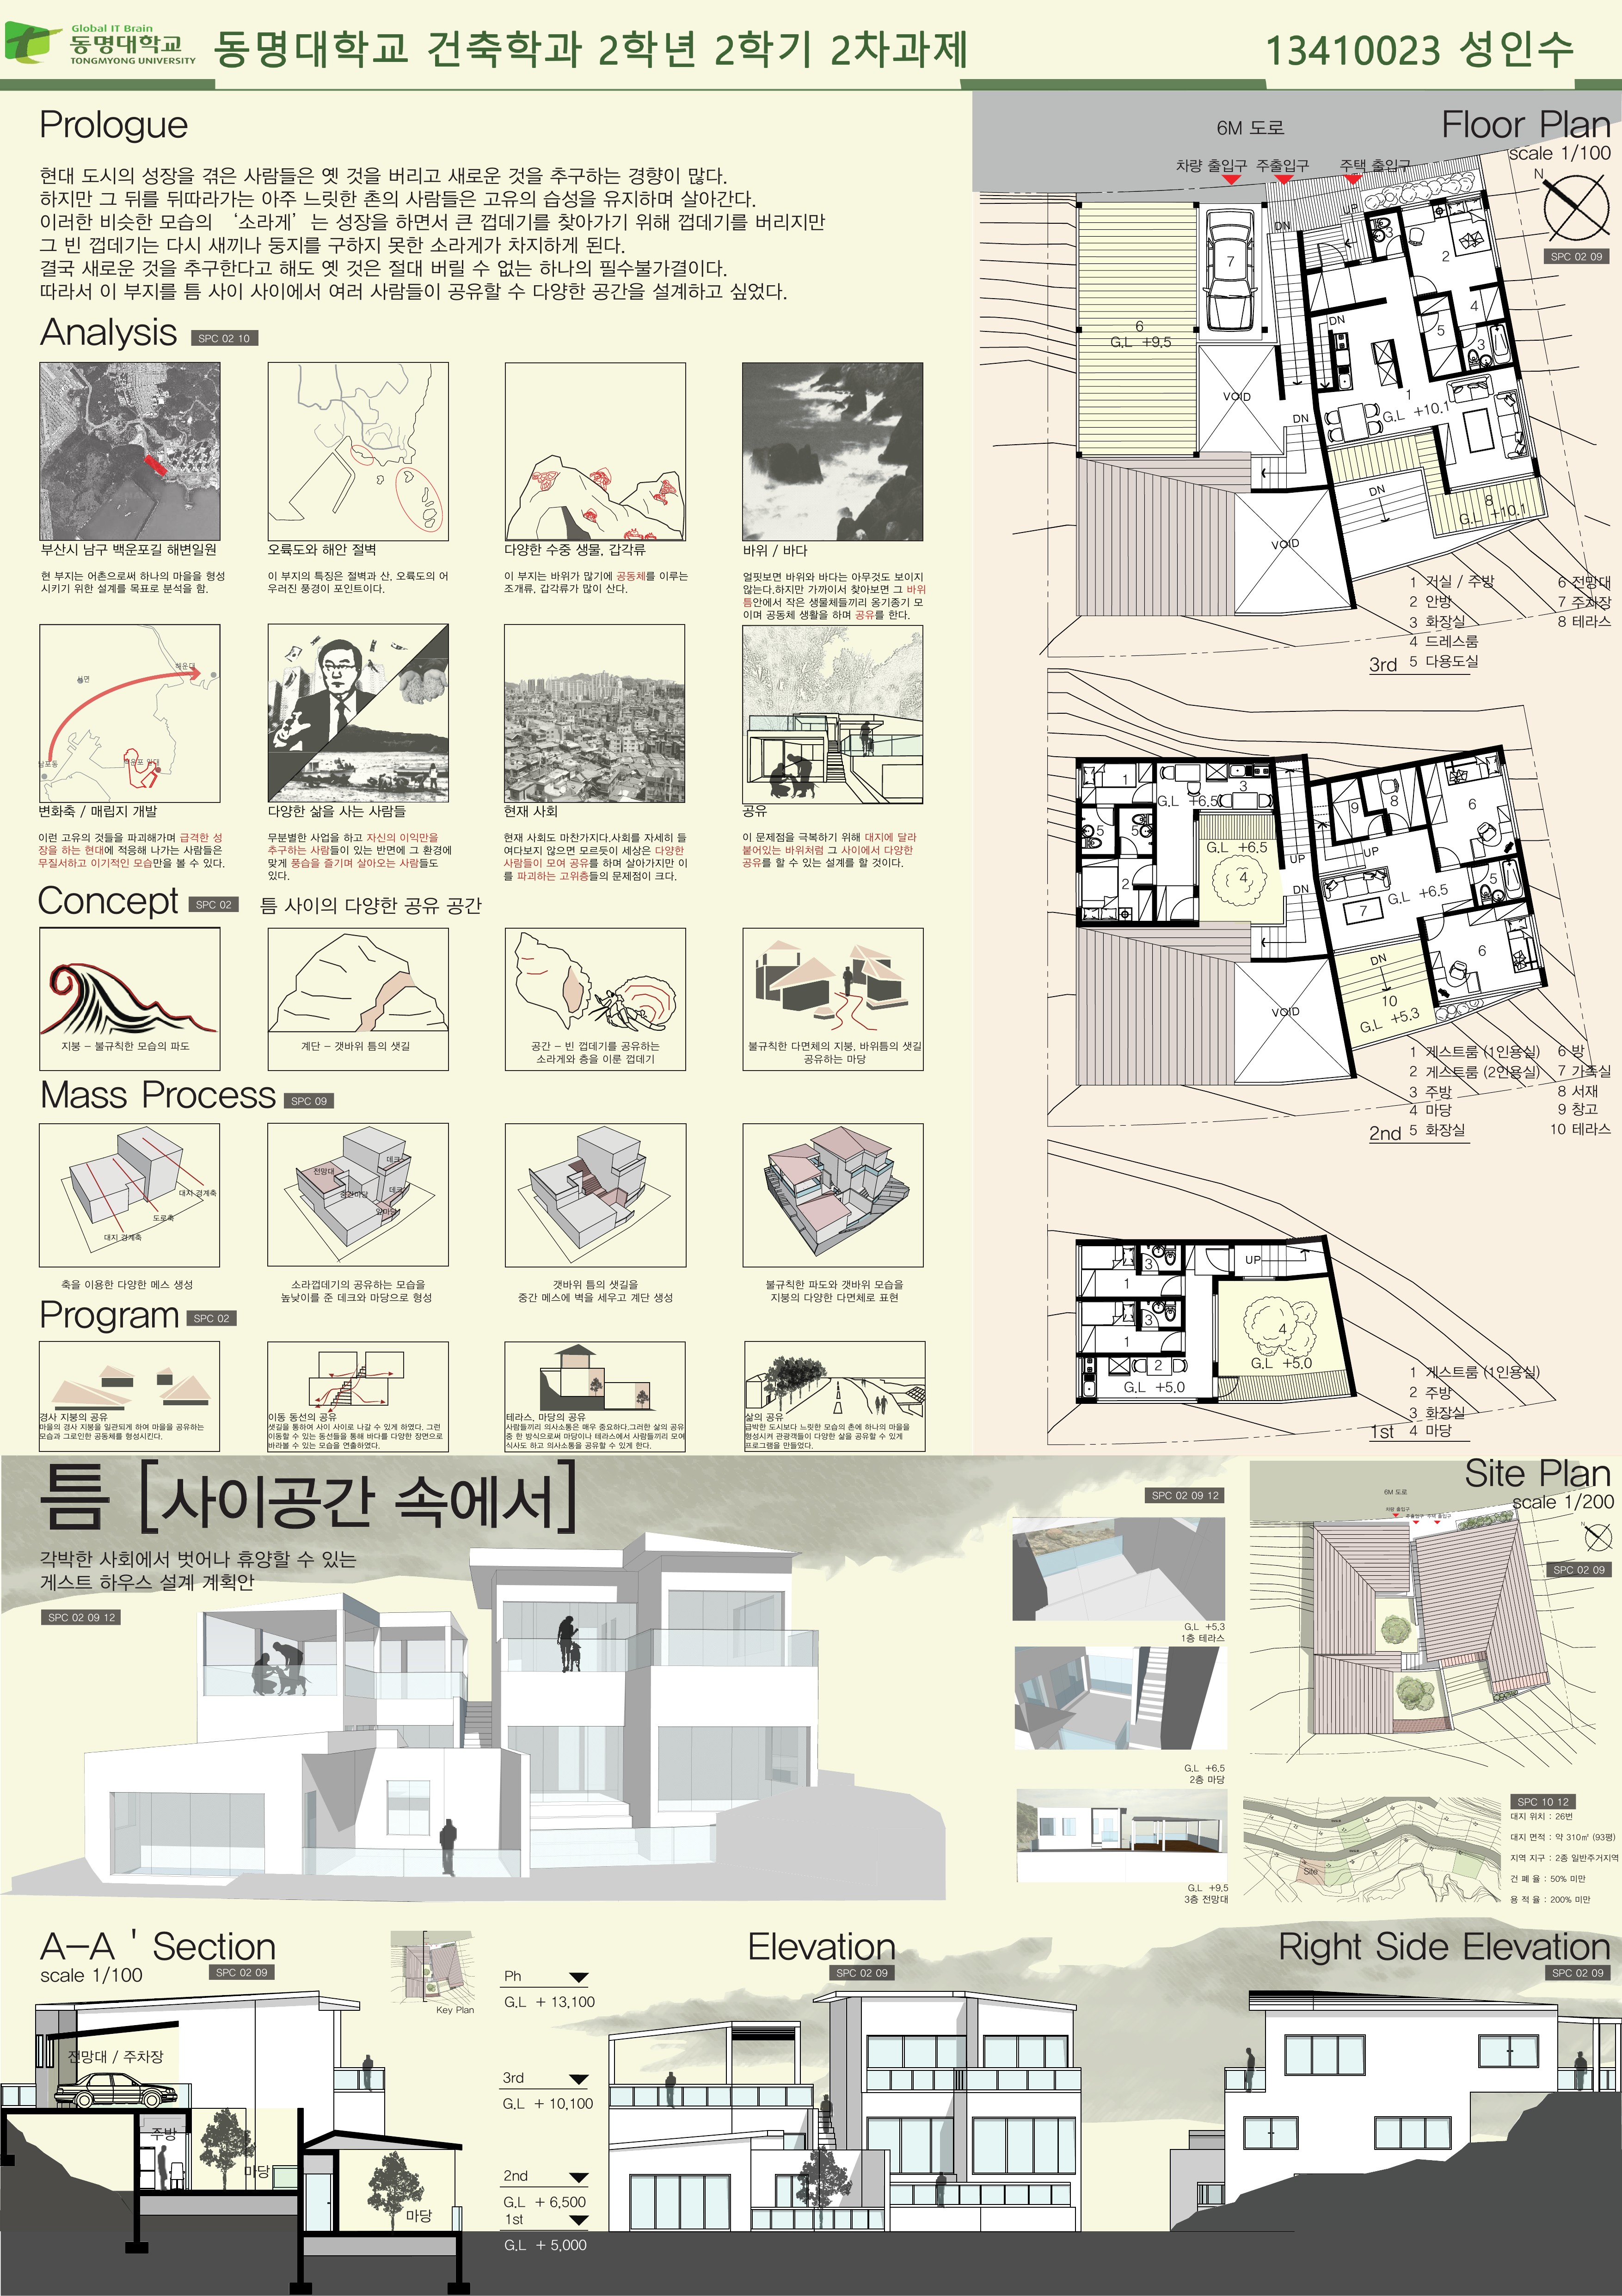 Global IT Brain
동명대학교
TONGMYONG UNIVERSITY
동명대학교 건축학과 2학년 2학기 2차과제
13410023 성인수
Prologue
현대 도시의 성장을 겪은 사람들은 옛 것을 버리고 새로운 것을 추구하는 경향이 많다.
하지만 그 뒤를 뒤따라가는 아주 느릿한 촌의 사람들은 고유의 습성을 유지하며 살아간다.
이러한 비슷한 모습의 ‘소라게’는 성장을 하면서 큰 껍데기를 찾아가기 위해 껍데기를 버리지만
그 빈 껍데기는 다시 새끼나 둥지를 구하지 못한 소라게가 차지하게 된다.
결국 새로운 것을 추구한다고 해도 옛 것은 절대 버릴 수 없는 하나의 필수불가결이다.
따라서 이 부지를 틈 사이 사이에서 여러 사람들이 공유할 수 다양한 공간을 설계하고 싶었다.
Analysis
SPC 02 10
부산시 남구 백운포길 해변일원
현 부지는 어촌으로써 하나의 마을을 형성
시키기 위한 설계를 목표로 분석을 함.
오륙도와 해안 절벽
이 부지의 특징은 절벽과 산, 오륙도의 어
우러진 풍경이 포인트이다.
다양한 수중 생물, 갑각류
이 부지는 바위가 많기에 공동체를 이루는
조개류, 갑각류가 많이 산다.
바위 / 바다
얼핏보면 바위와 바다는 아무것도 보이지
않는다.하지만 가까이서 찾아보면 그 바위
틈안에서 작은 생물체들끼리 옹기종기 모
이며 공동체 생활을 하며 공유를 한다.
서면
해운대
남포동
백운포 일대
변화축 / 매립지 개발
이런 고유의 것들을 파괴해가며 급격한 성
장을 하는 현대에 적응해 나가는 사람들은
무질서하고 이기적인 모습만을 볼 수 있다.
다양한 삶을 사는 사람들
무분별한 사업을 하고 자신의 이익만을
추구하는 사람들이 있는 반면에 그 환경에
맞게 풍습을 즐기며 살아오는 사람들도
있다.
현재 사회
현재 사회도 마찬가지다.사회를 자세히 들
여다보지 않으면 모르듯이 세상은 다양한
사람들이 모여 공유를 하며 살아가지만 이
를 파괴하는 고위층들의 문제점이 크다.
공유
이 문제점을 극복하기 위해 대지에 달라
붙어있는 바위처럼 그 사이에서 다양한
공유를 할 수 있는 설계를 할 것이다.
Concept
SPC 02
틈 사이의 다양한 공유 공간
지붕 - 불규칙한 모습의 파도
계단 - 갯바위 틈의 샛길
공간 - 빈 껍데기를 공유하는
소라게와 층을 이룬 껍데기
불규칙한 다면체의 지붕, 바위틈의 샛길
공유하는 마당
Mass Process
SPC 09
대지 경계축
도로축
대지 경계축
전망대
데크
중간마당
데크
앞마당
축을 이용한 다양한 메스 생성
소라껍데기의 공유하는 모습을
높낮이를 준 데크와 마당으로 형성
갯바위 틈의 샛길을
중간 메스에 벽을 세우고 계단 생성
불규칙한 파도와 갯바위 모습을
지붕의 다양한 다면체로 표현
Program
SPC 02
경사 지붕의 공유
마을의 경사 지붕을 일관되게 하여 마을을 공유하는
모습과 그로인한 공동체를 형성시킨다.
이동 동선의 공유
샛길을 통하여 사이 사이로 나갈 수 있게 하였다. 그런
이동할 수 있는 동선들을 통해 바다를 다양한 장면으로
바라볼 수 있는 모습을 연출하였다.
테라스, 마당의 공유
사람들끼리 의사소통은 매우 중요하다.그러한 삶의 공유
중 한 방식으로써 마당이나 테라스에서 사람들끼리 모여
식사도 하고 의사소통을 공유할 수 있게 한다.
삶의 공유
급박한 도시보다 느릿한 모습의 촌에 하나의 마을을
형성시켜 관광객들이 다양한 삶을 공유할 수 있게
프로그램을 만들었다.
Floor Plan
scale 1/100
6M 도로
차량 출입구
주출입구
주택 출입구
N
SPC 02 09
UP
DN
3
2
7
6
G.L +9.5
DN
4
5
3
VOID
1
G.L +10.1
DN
DN
8
G.L +10.1
VOID
1 거실 / 주방
2 안방
3 화장실
4 드레스룸
5 다용도실
6 전망대
7 주차장
8 테라스
3rd
1
3
G.L +6.5
5
5
G.L +6.5
4
2
UP
DN
9
8
6
UP
G.L +6.5
7
5
6
DN
10
G.L +5.3
VOID
1 게스트룸 (1인용실)
2 게스트룸 (2인용실)
3 주방
4 마당
5 화장실
6 방
7 가족실
8 서재
9 창고
10 테라스
2nd
3
1
UP
3
1
2
G.L +5.0
4
G.L +5.0
1 게스트룸 (1인용실)
2 주방
3 화장실
4 마당
1st
틈 [사이공간 속에서]
각박한 사회에서 벗어나 휴양할 수 있는
게스트 하우스 설계 계획안
SPC 02 09 12
SPC 02 09 12
G.L +5.3
1층 테라스
G.L +6.5
2층 마당
G.L +9.5
3층 전망대
Site Plan
scale 1/200
6M 도로
차량 출입구
주출입구
주택 출입구
N
SPC 02 09
Site
SPC 10 12
대지 위치 : 26번
대지 면적 : 약 310㎡ (93평)
지역 지구 : 2종 일반주거지역
건 폐 율 : 50% 미만
용 적 율 : 200% 미만
A-A ' Section
scale 1/100
SPC 02 09
Key Plan
전망대 / 주차장
주방
마당
마당
Ph
G.L + 13,100
3rd
G.L + 10,100
2nd
G.L + 6,500
1st
G.L + 5,000
Elevation
SPC 02 09
Right Side Elevation
SPC 02 09